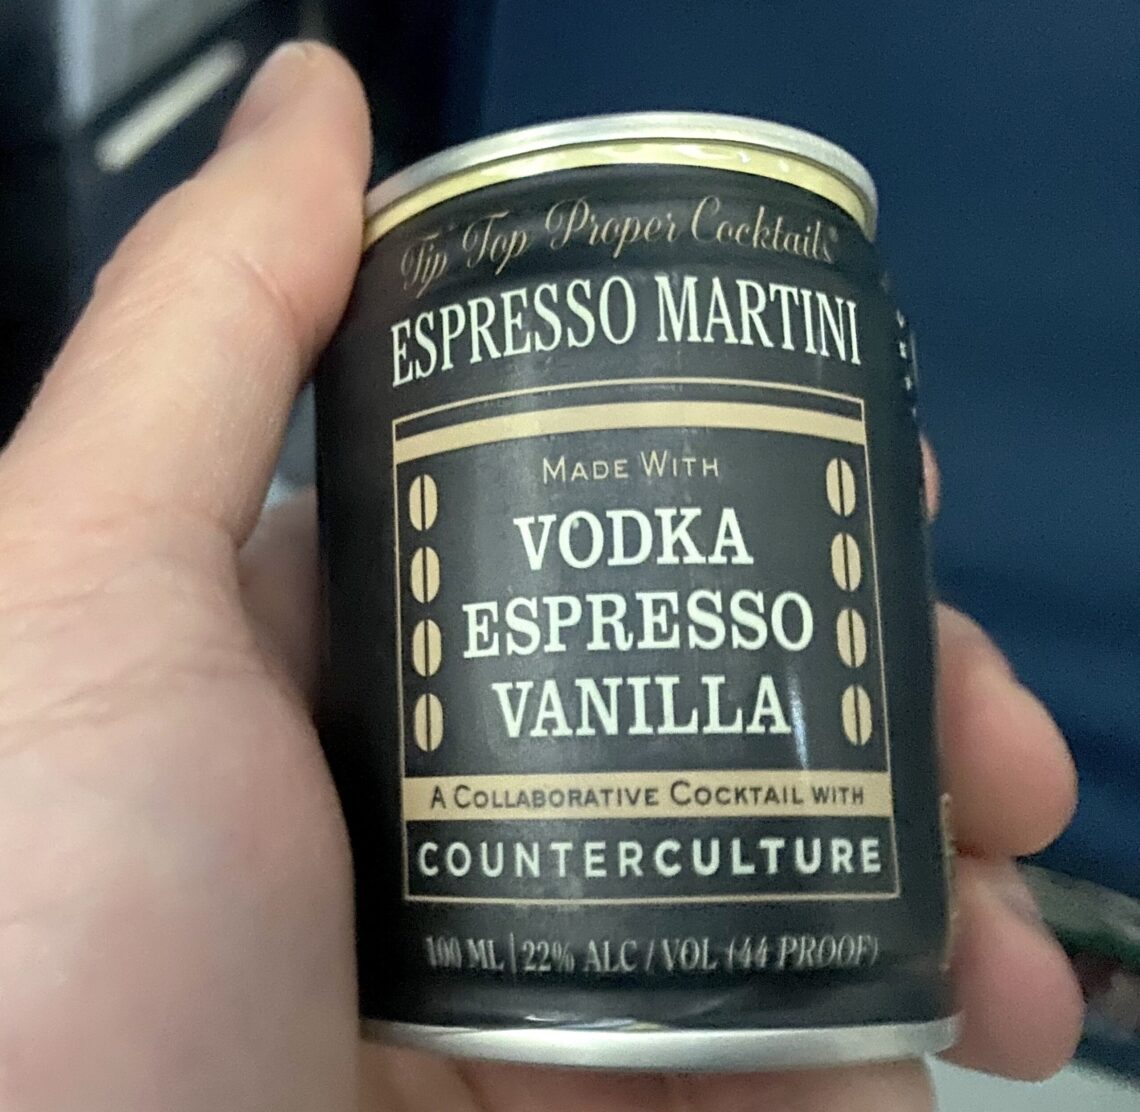 Tip Top Proper Cocktails®
ESPRESSO MARTINI
MADE WITH
VODKA
ESPRESSO
VANILLA
A COLLABORATIVE COCKTAIL WITH
COUNTERCULTURE
100 ML | 22% ALC / VOL (44 PROOF)